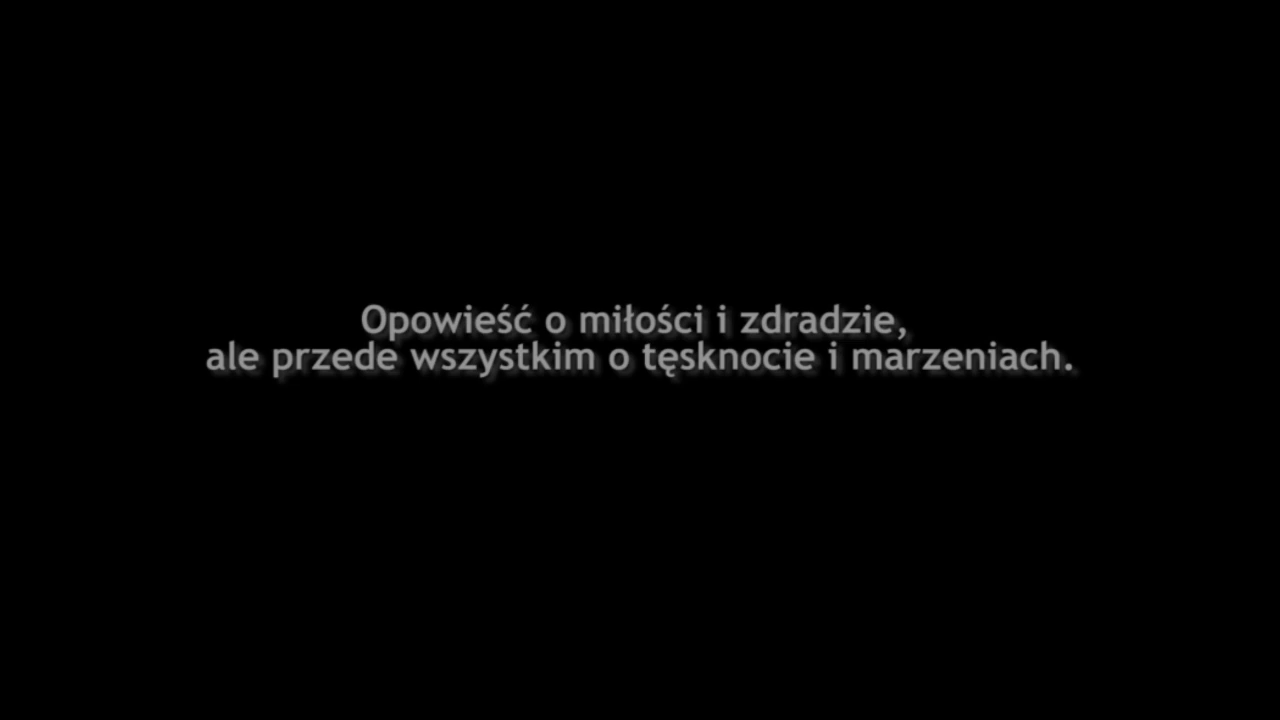 Opowieść o miłości i zdradzie,
ale przede wszystkim o tęsknocie i marzeniach.